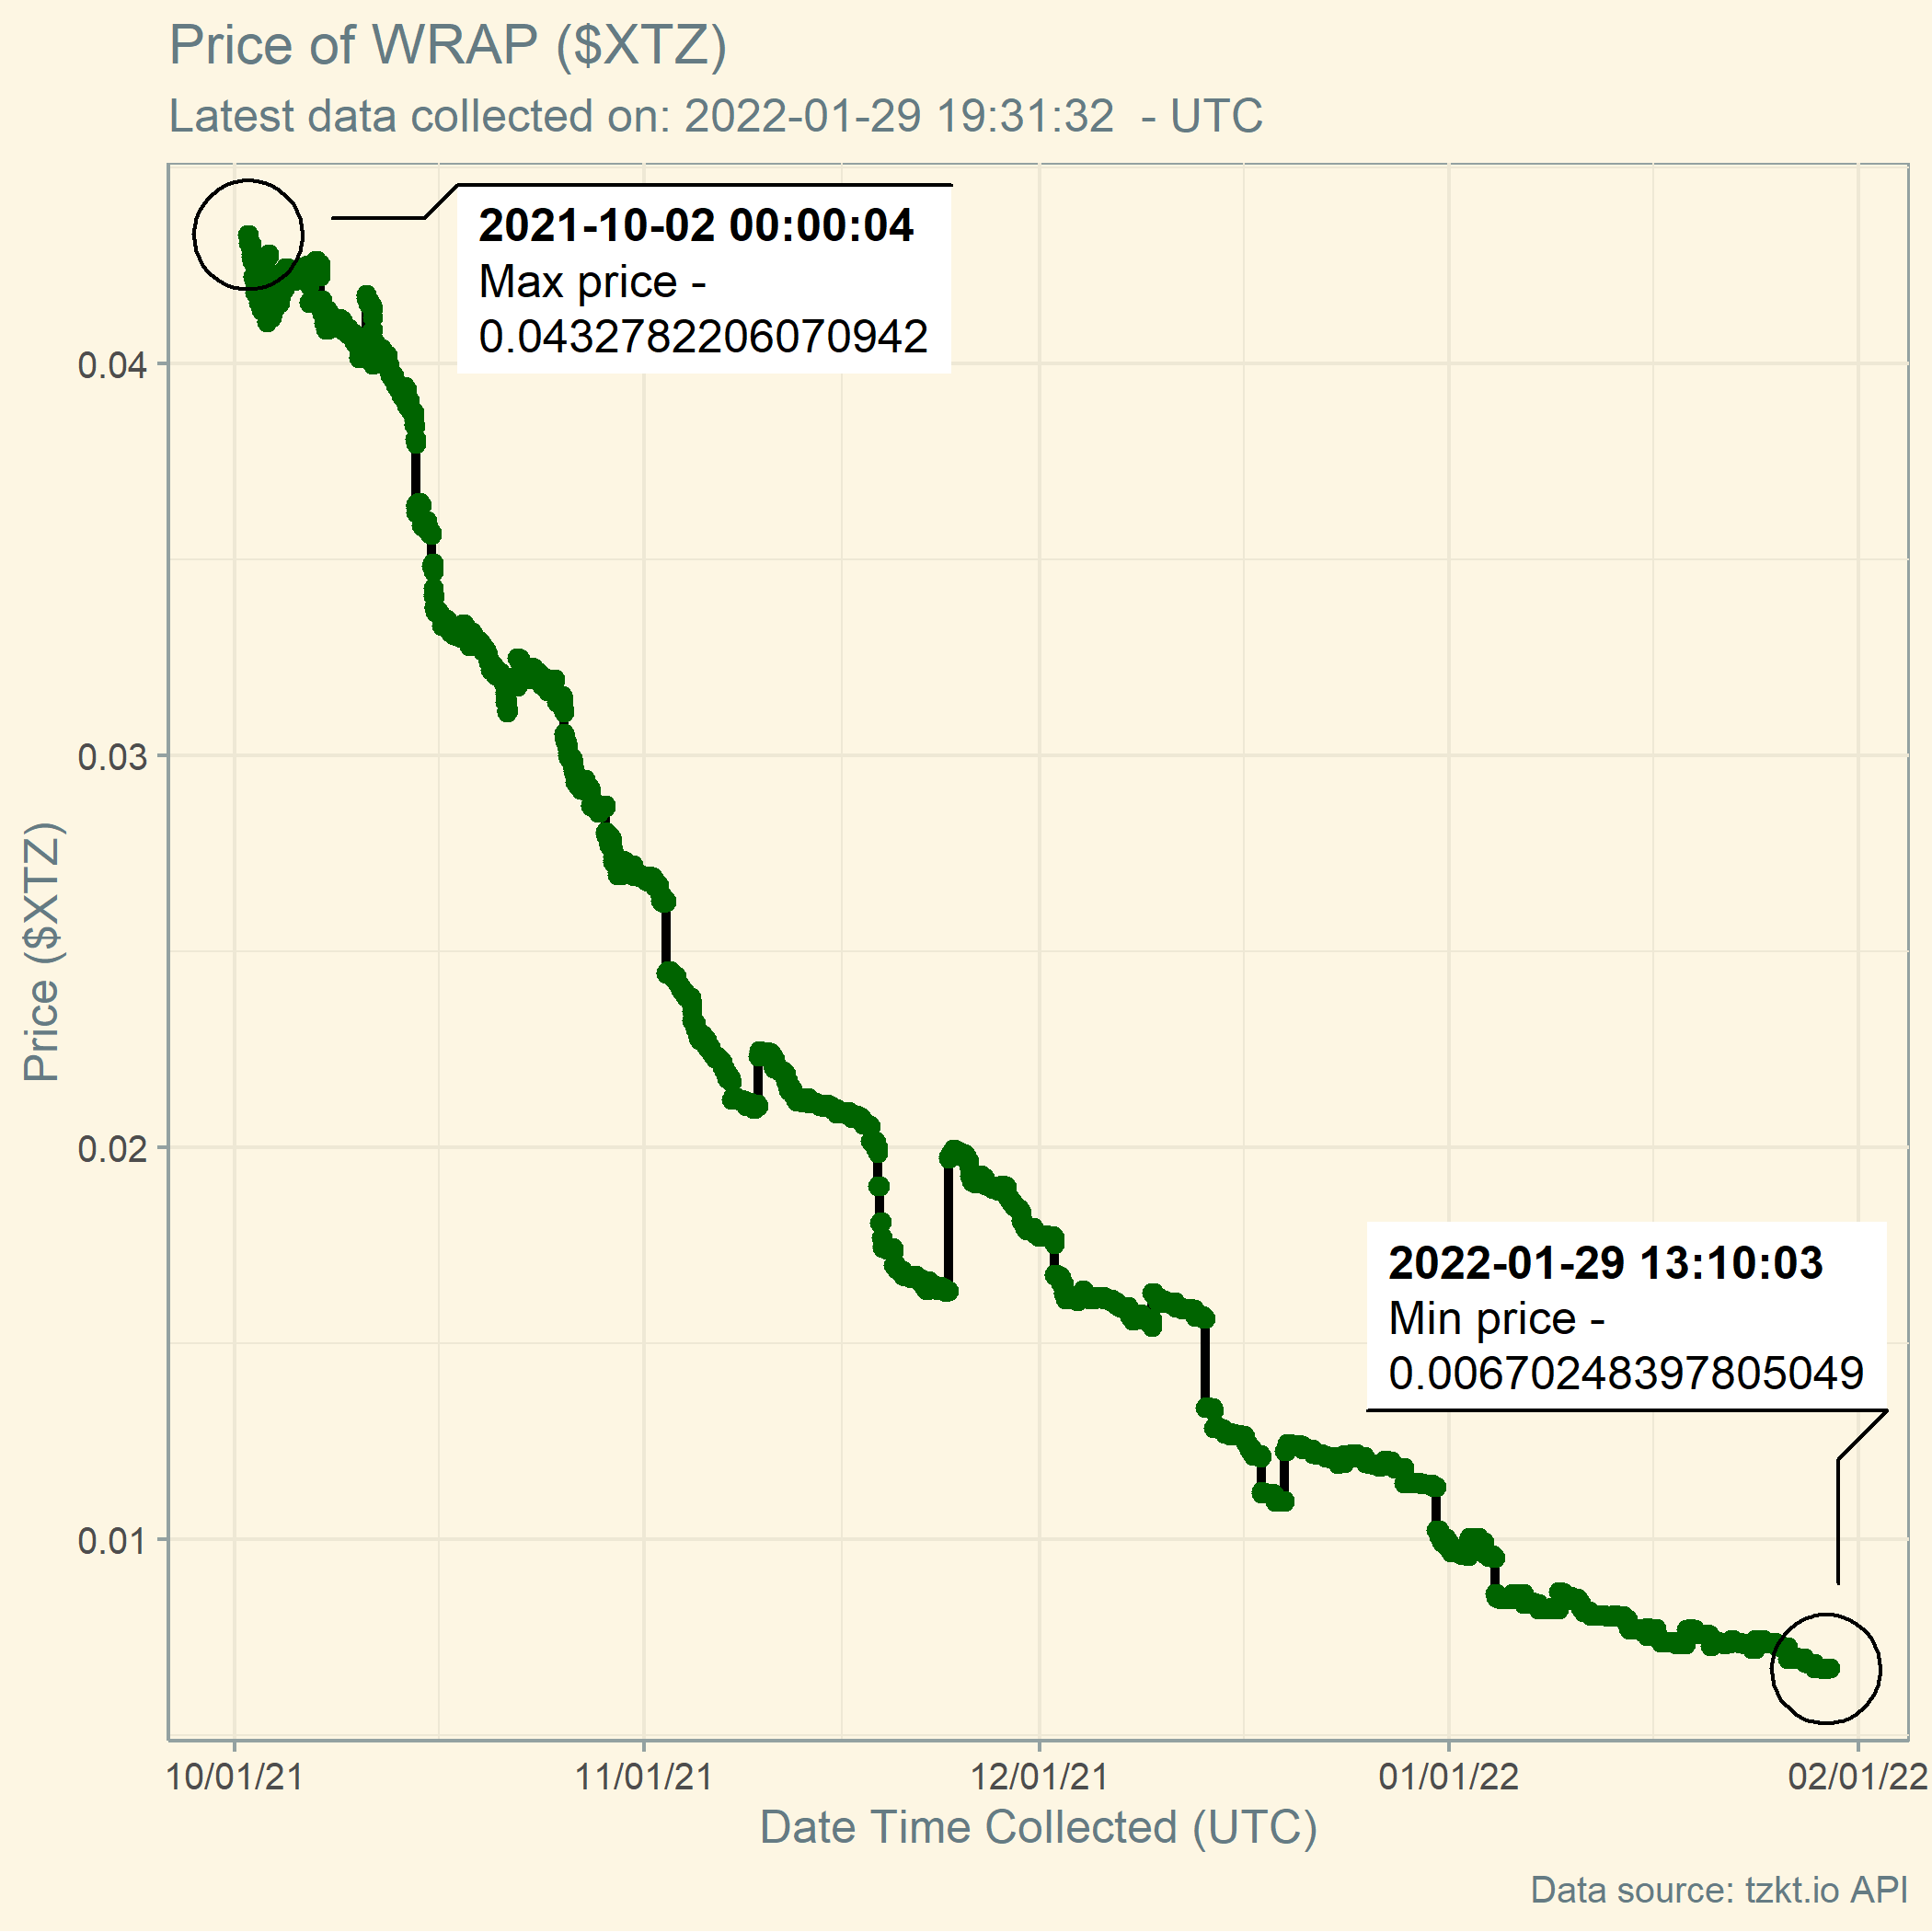 Price of WRAP ($XTZ)
Latest data collected on: 2022-01-29 19:31:32  - UTC
2021-10-02 00:00:04
Max price -
0.0432782206070942
0.04
0.03
0.02
0.01
Price ($XTZ)
2022-01-29 13:10:03
Min price -
0.00670248397805049
10/01/21
11/01/21
12/01/21
01/01/22
02/01/22
Date Time Collected (UTC)
Data source: tzkt.io API